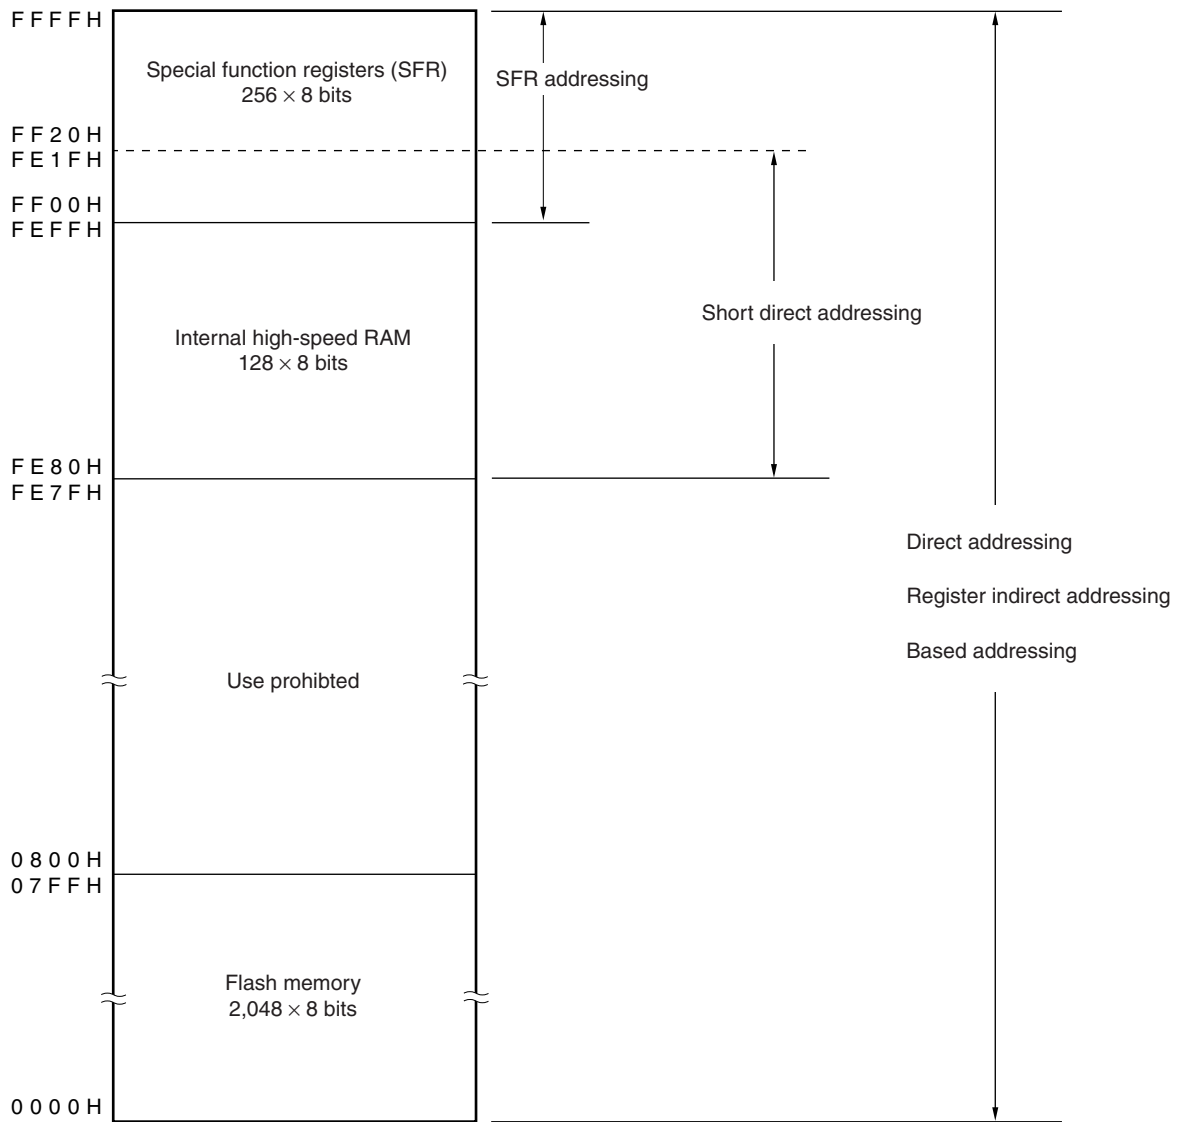 FFFFH
Special function registers (SFR)
256 × 8 bits
SFR addressing
FF20H
FE1FH
FF00H
FEFFH
Internal high-speed RAM
128 × 8 bits
Short direct addressing
FE80H
FE7FH
Direct addressing
Register indirect addressing
Based addressing
Use prohibted
0800H
07FFH
Flash memory
2,048 × 8 bits
0000H